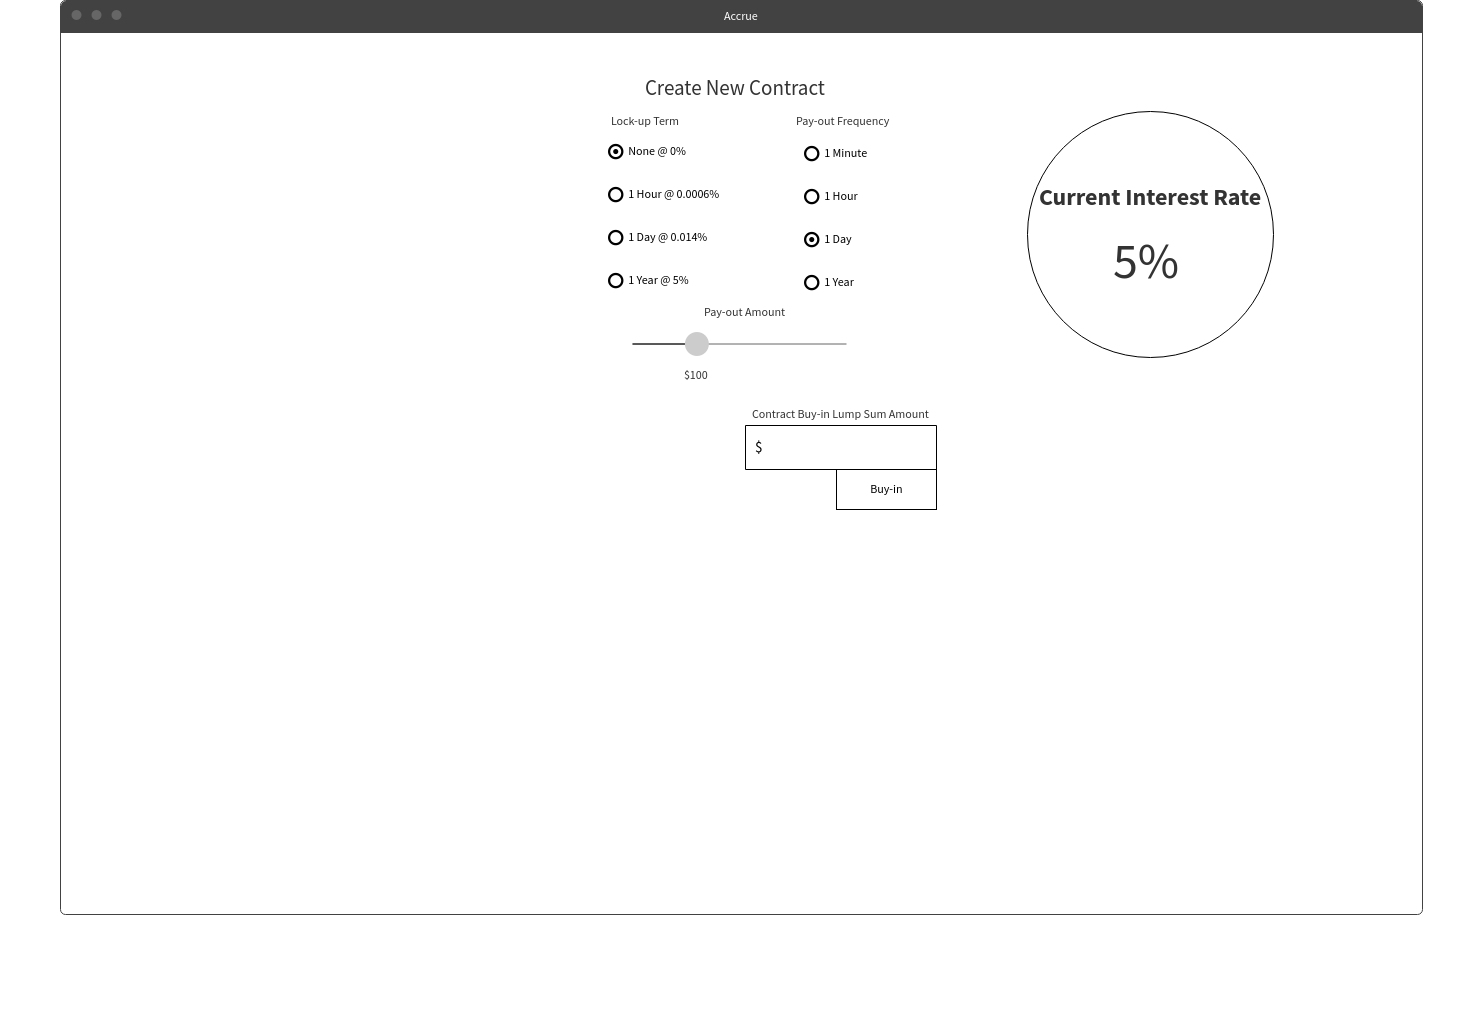 Accrue
Create New Contract
Lock-up Term
None @ 0%
1 Hour @ 0.0006%
1 Day @ 0.014%
1 Year @ 5%
Pay-out Frequency
1 Minute
1 Hour
1 Day
1 Year
Pay-out Amount
$100
Contract Buy-in Lump Sum Amount
$
Buy-in
Current Interest Rate
5%